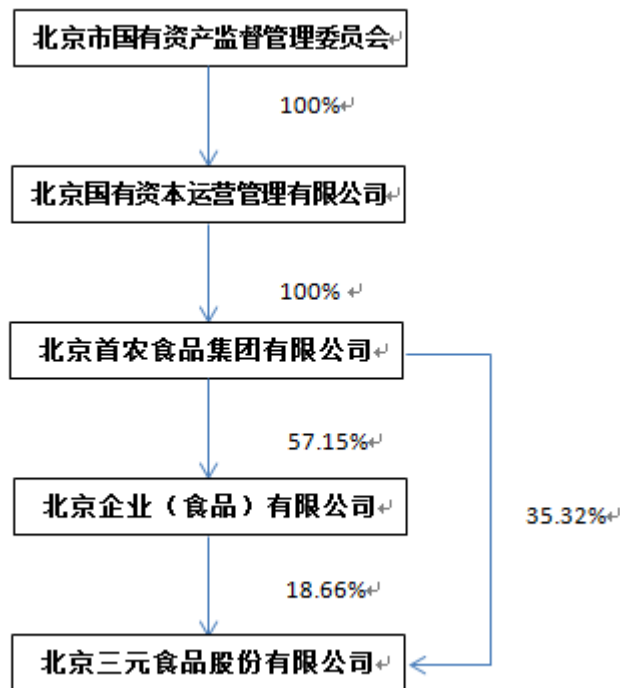 北京市国有资产监督管理委员会
100%
北京国有资本运营管理有限公司
100%
北京首农食品集团有限公司
57.15%
北京企业（食品）有限公司
35.32%
18.66%
北京三元食品股份有限公司